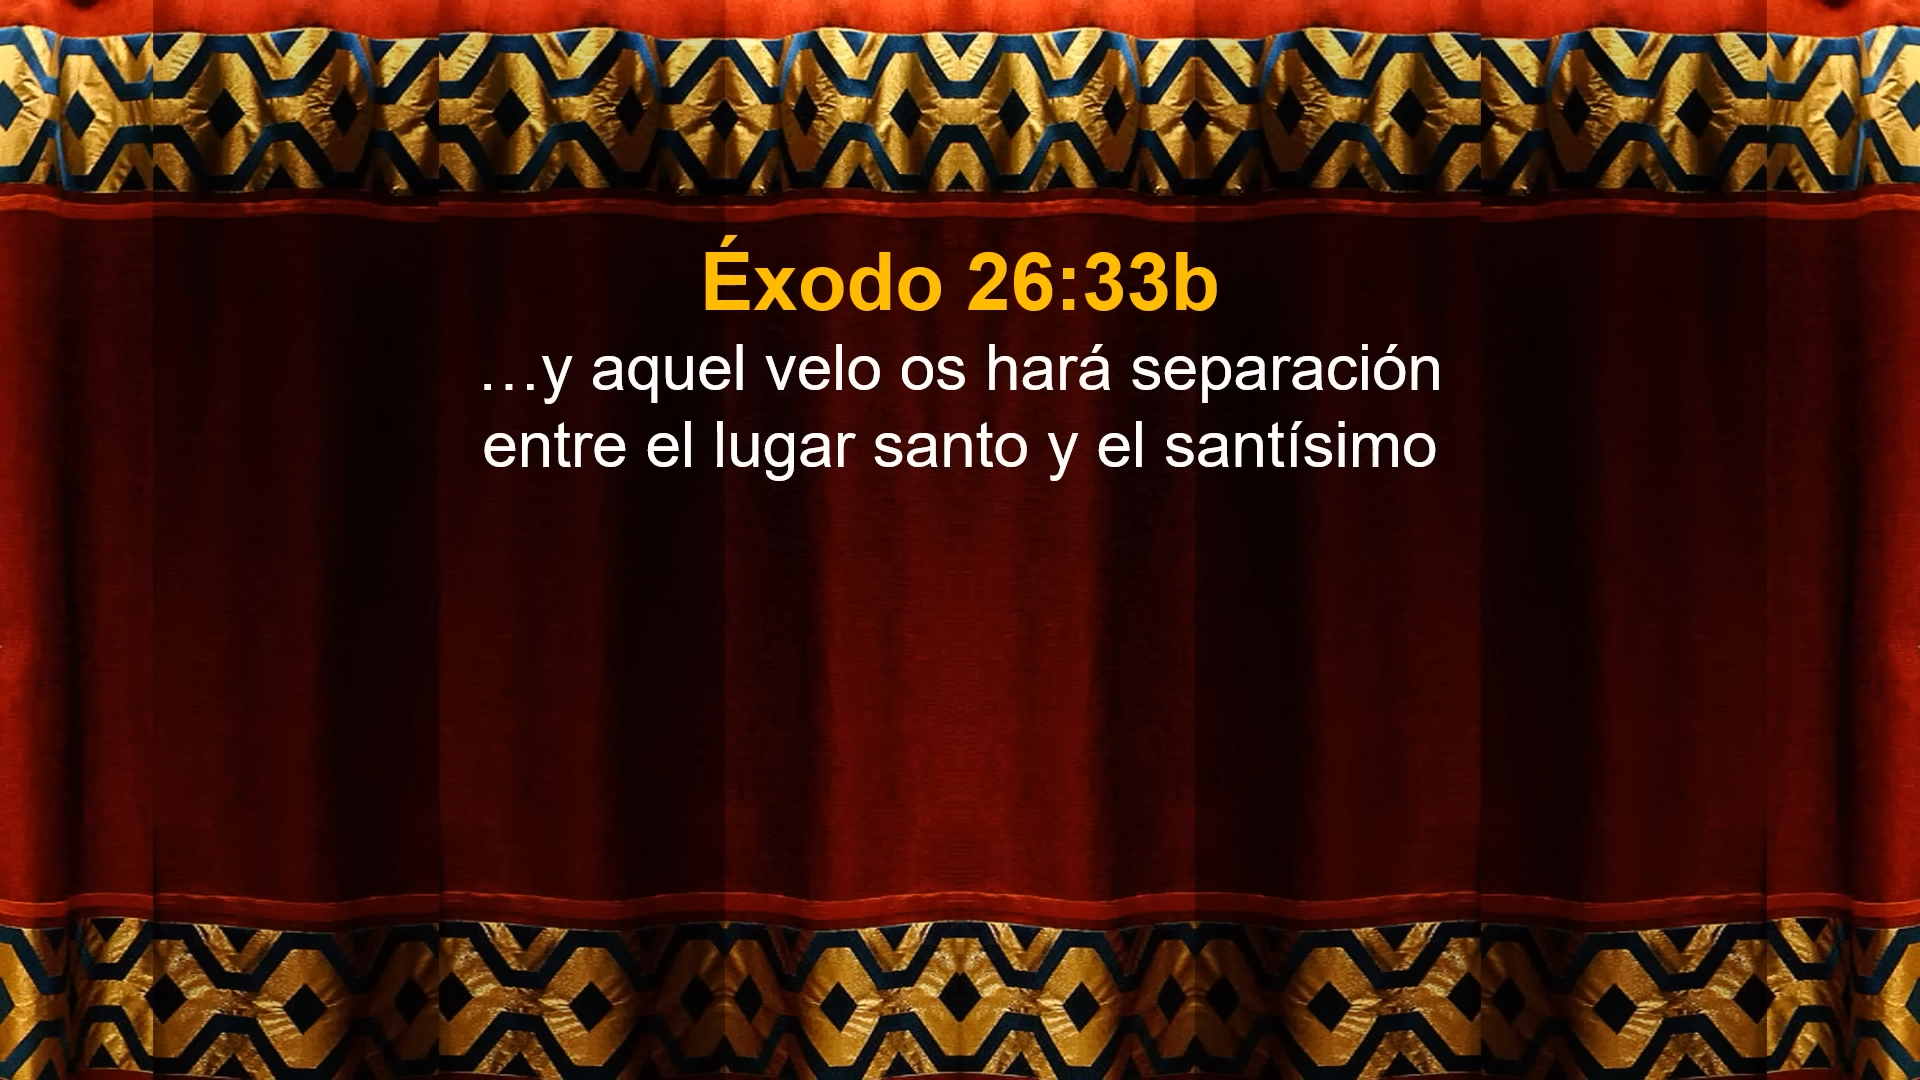 Éxodo 26:33b
…y aquel velo os hará separación
entre el lugar santo y el santísimo